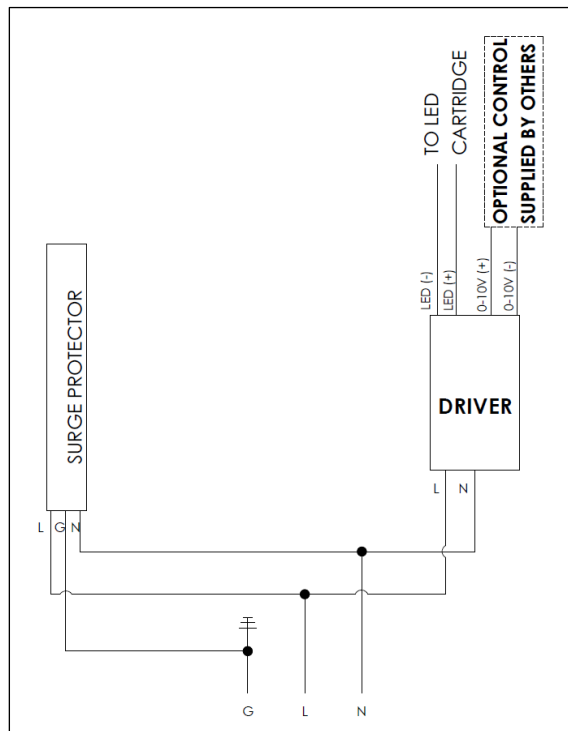 TO LED
CARTRIDGE
OPTIONAL CONTROL
SUPPLIED BY OTHERS
LED (-)
LED (+)
0-10V (+)
0-10V (-)
SURGE PROTECTOR
DRIVER
L N
L G N
G L N